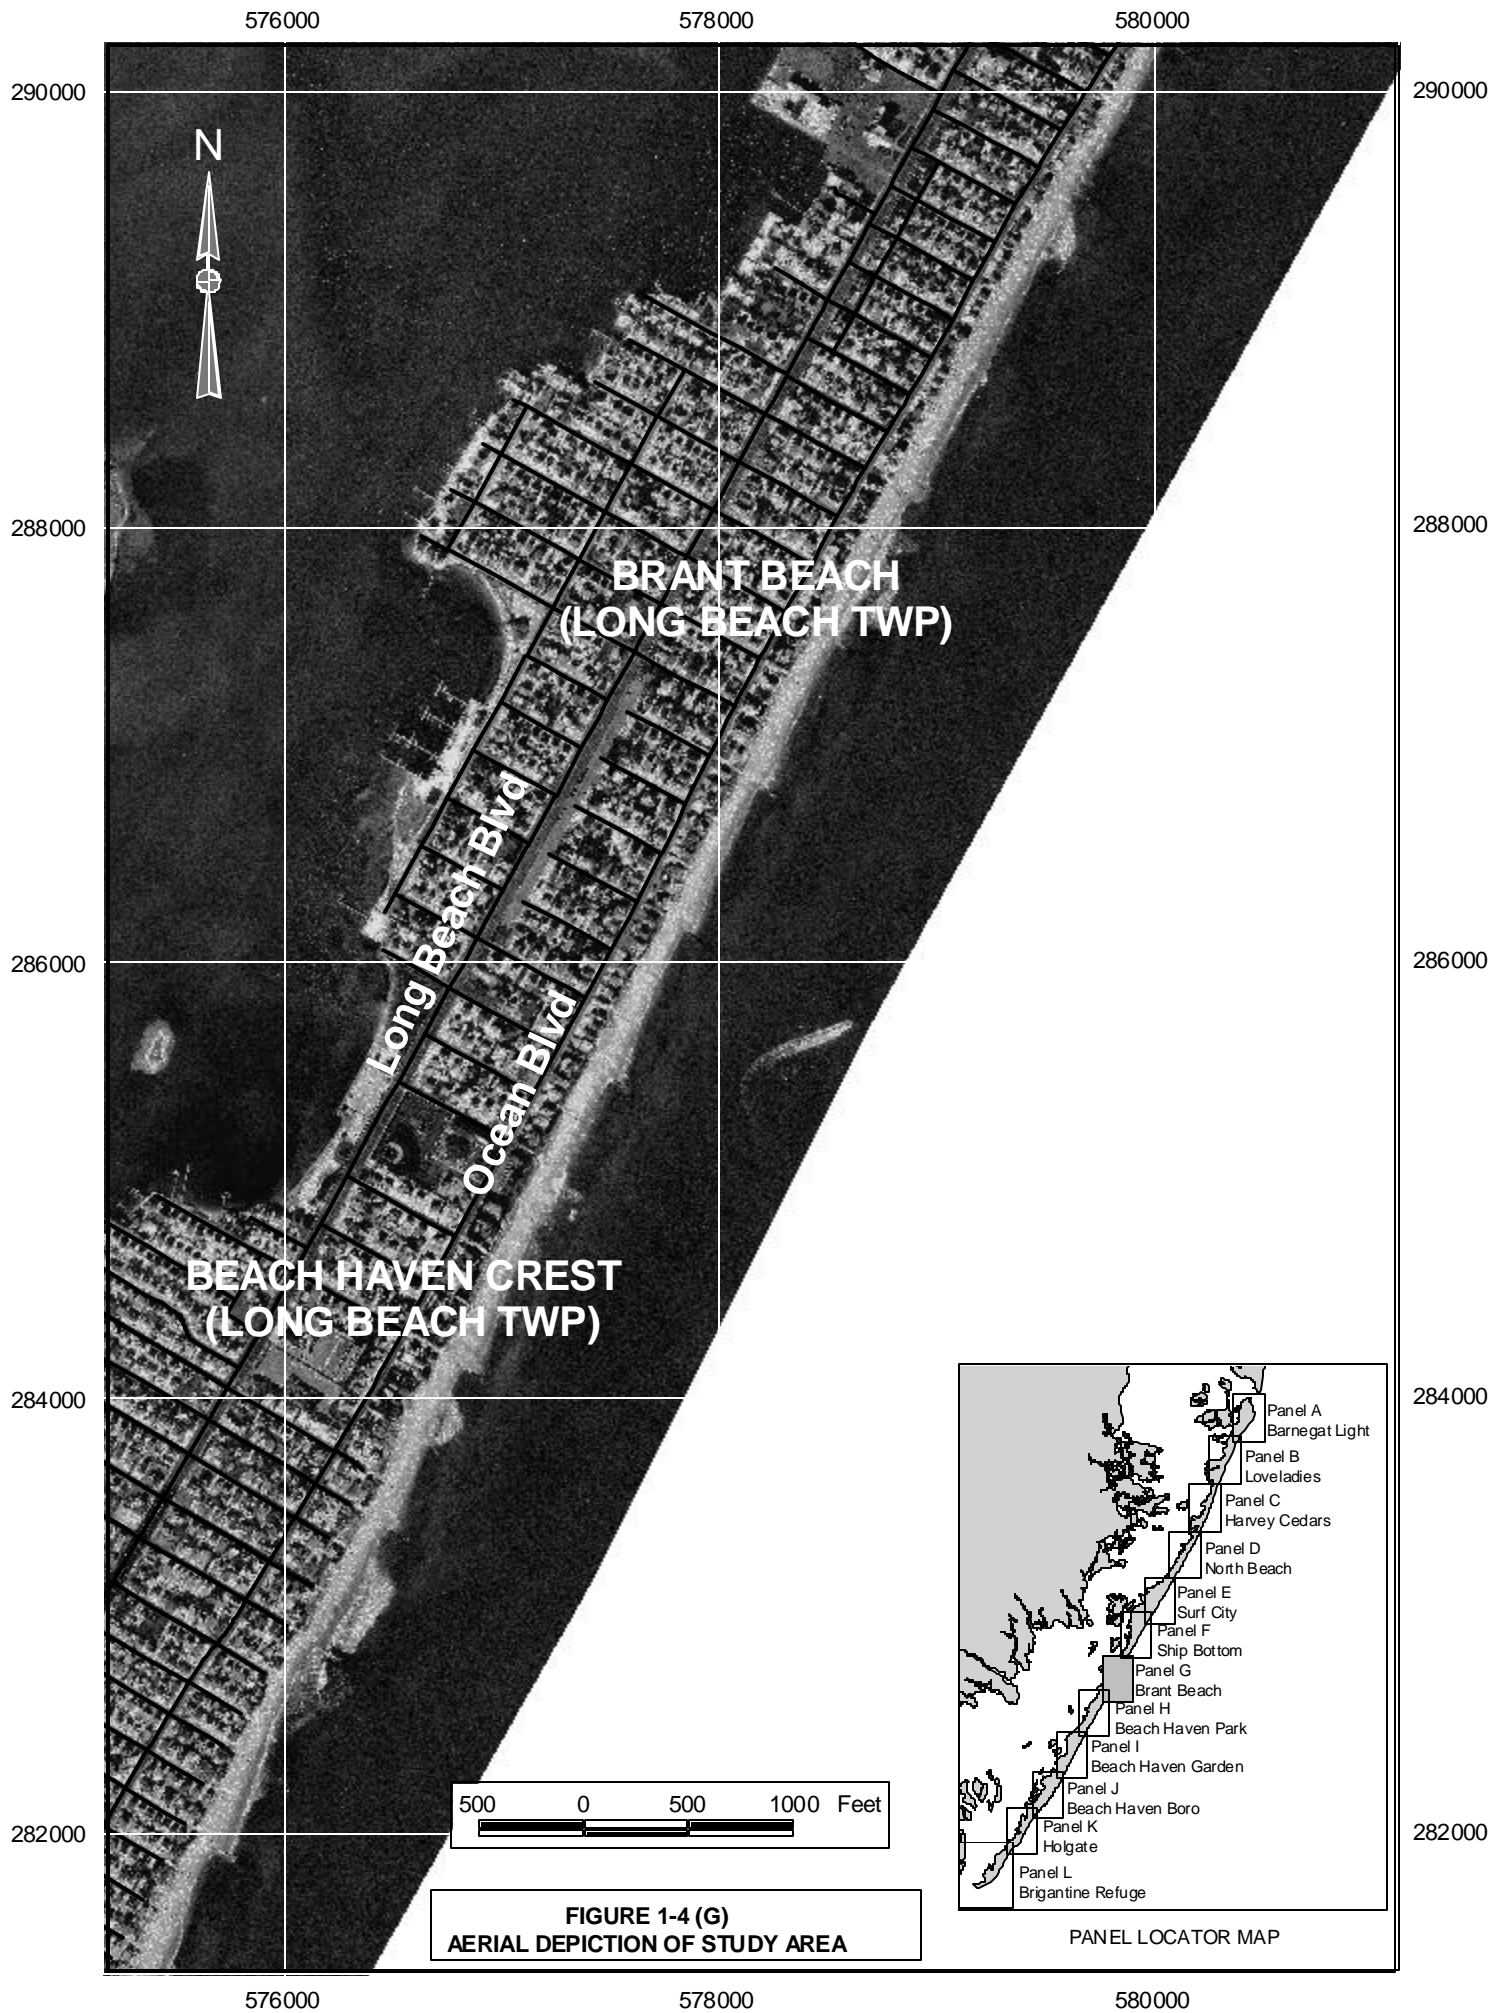 576000 578000 580000
290000 290000
N
288000 288000
BRANT BEACH
(LONG BEACH TWP)
Long Beach Blvd
286000 286000
Ocean Blvd
BEACH HAVEN CREST
(LONG BEACH TWP)
284000 284000
Panel A
Barnegat Light
Panel B
Loveladies
Panel C
Harvey Cedars
Panel D
North Beach
Panel E
Surf City
Panel F
Ship Bottom
Panel G
Brant Beach
Panel H
Beach Haven Park
Panel I
Beach Haven Garden
Panel J
Beach Haven Boro
Panel K
Holgate
Panel L
Brigantine Refuge
PANEL LOCATOR MAP
500 0 500 1000 Feet
282000 282000
FIGURE 1-4 (G)
AERIAL DEPICTION OF STUDY AREA
576000 578000 580000